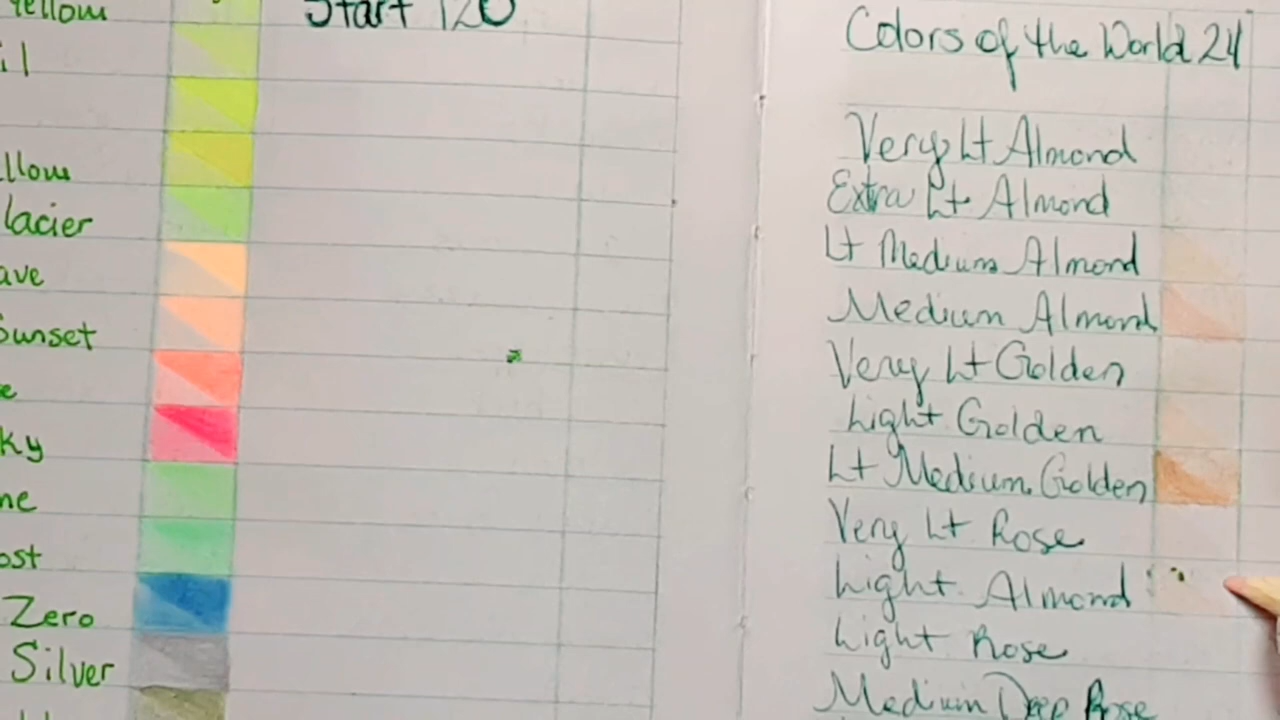 Yellow
Start 120
il
llow
lacier
ave
Sunset
e
ky
ne
ost
Zero
Silver
Colors of the World 24
Very Lt Almond
Extra Lt Almond
Lt Medium Almond
Medium Almond
Very Lt Golden
Light Golden
Lt Medium Golden
Very Lt Rose
Light Almond
Light Rose
Medium Deep Rose